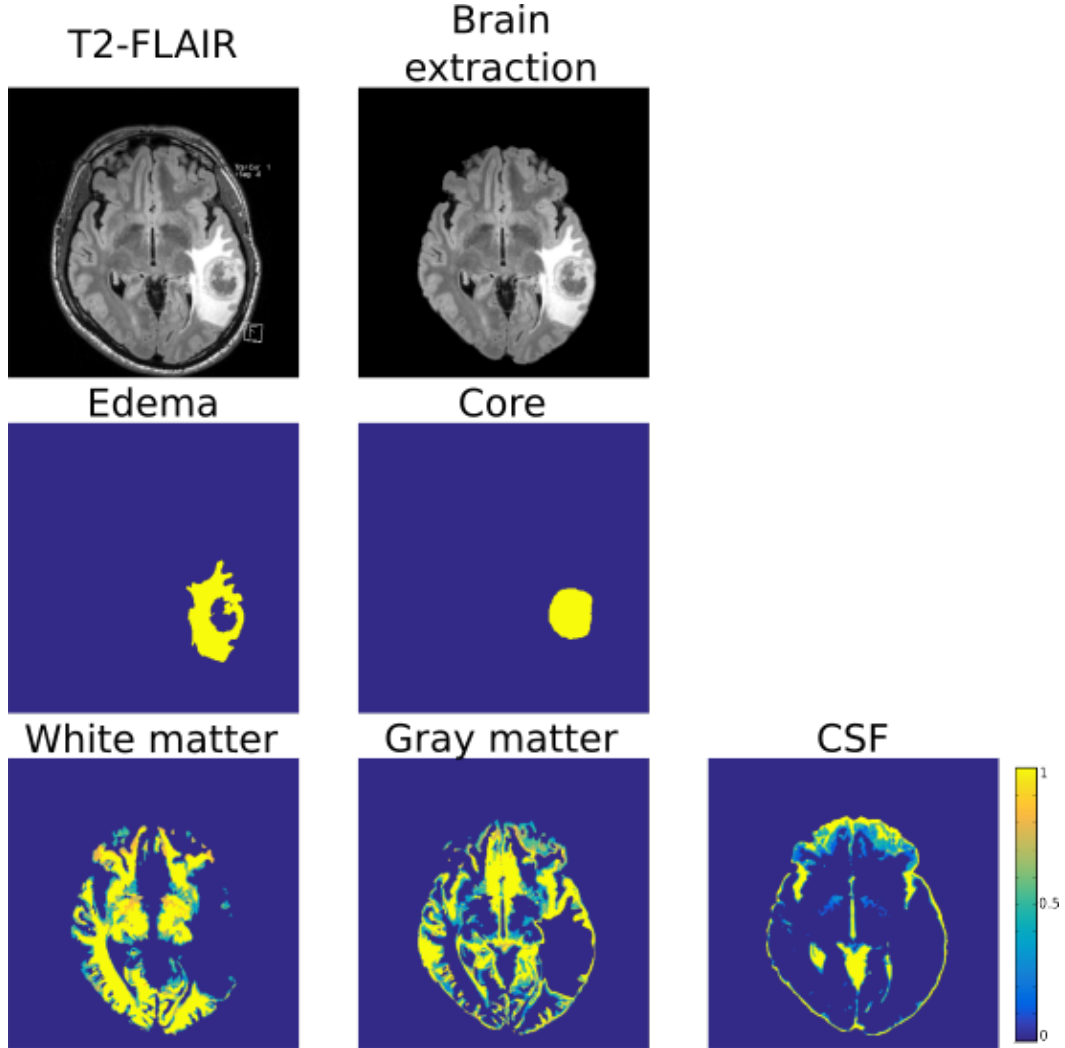 T2-FLAIR
Brain
extraction
F
Edema
Core
White matter
Gray matter
CSF
1
0.5
0